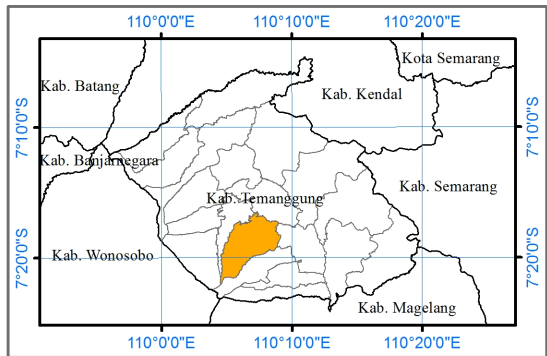 110°0'0"E 110°10'0"E 110°20'0"E
Kota Semarang
Kab. Batang
Kab. Kendal
7°10'0"S 7°10'0"S
Kab. Banjarnegara
Kab. Semarang
Kab. Temanggung
Kab. Wonosobo
7°20'0"S 7°20'0"S
Kab. Magelang
110°0'0"E 110°10'0"E 110°20'0"E